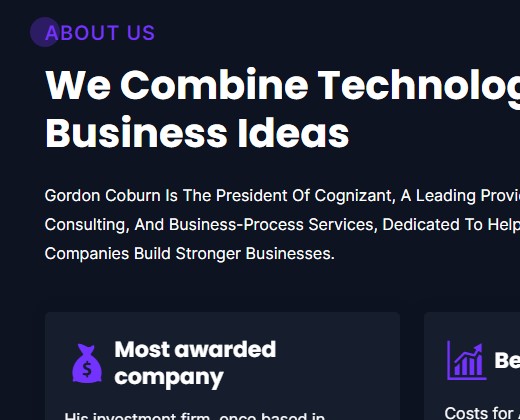 ABOUT US
We Combine Technolog
Business Ideas
Gordon Coburn Is The President Of Cognizant, A Leading Provi
Consulting, And Business-Process Services, Dedicated To Help
Companies Build Stronger Businesses.
Most awarded
company
Be
His investment firm, once based in
Costs for